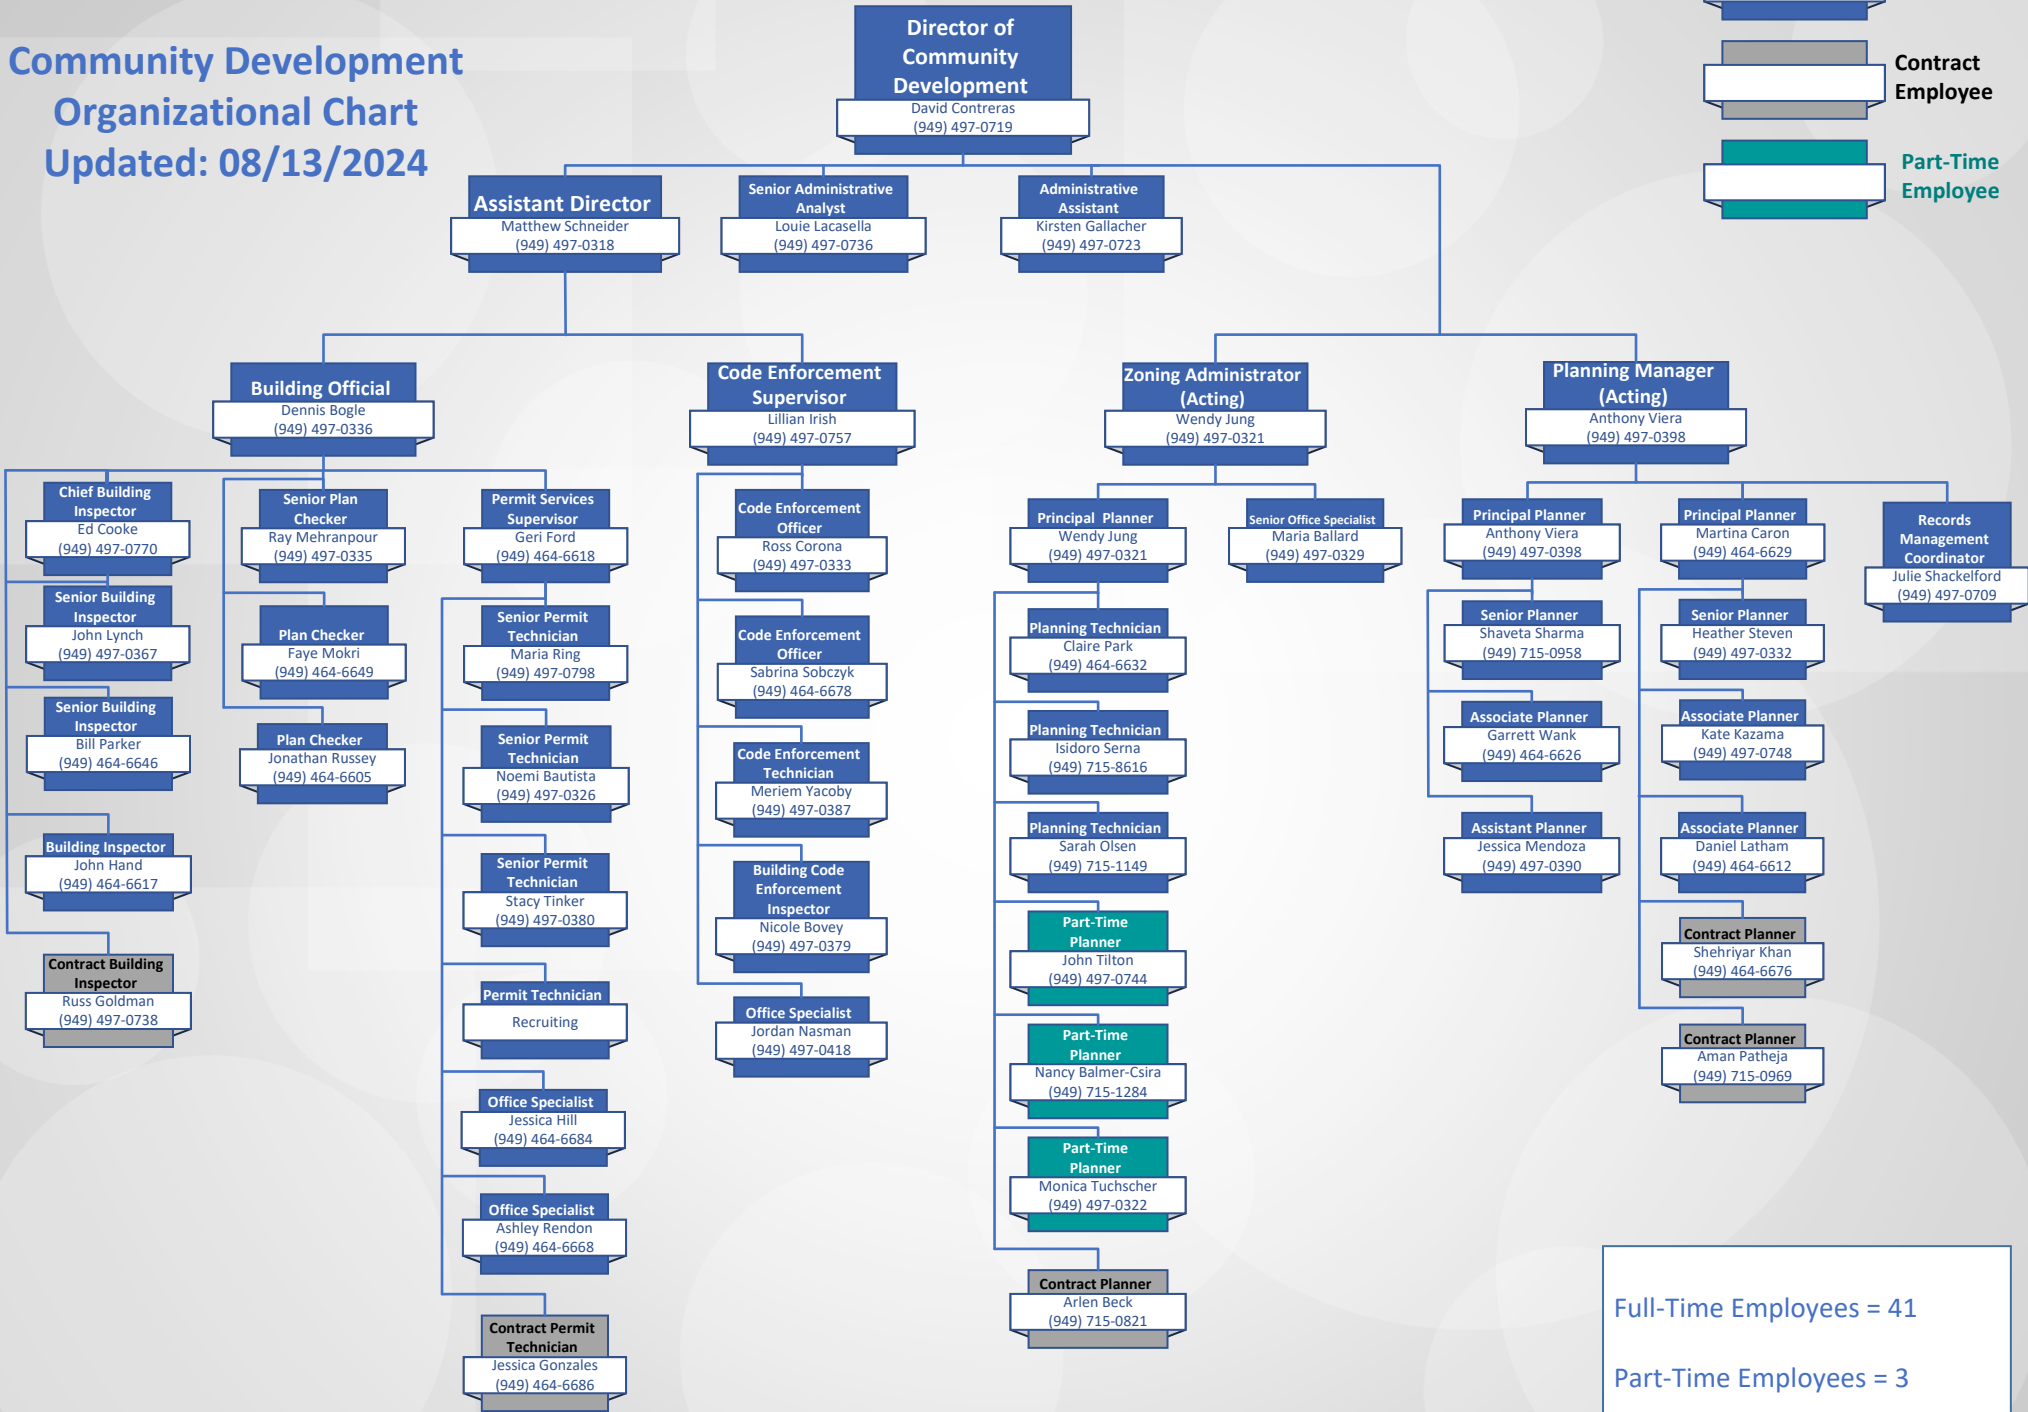 Community Development
Organizational Chart
Updated: 08/13/2024
Director of
Community
Development
David Contreras
(949) 497-0719
Contract
Employee
Part-Time
Employee
Assistant Director
Matthew Schneider
(949) 497-0318
Senior Administrative
Analyst
Louie Lacasella
(949) 497-0736
Administrative
Assistant
Kirsten Gallacher
(949) 497-0723
Building Official
Dennis Bogle
(949) 497-0336
Code Enforcement
Supervisor
Lillian Irish
(949) 497-0757
Zoning Administrator
(Acting)
Wendy Jung
(949) 497-0321
Planning Manager
(Acting)
Anthony Viera
(949) 497-0398
Chief Building
Inspector
Ed Cooke
(949) 497-0770
Senior Building
Inspector
John Lynch
(949) 497-0367
Senior Building
Inspector
Bill Parker
(949) 464-6646
Building Inspector
John Hand
(949) 464-6617
Contract Building
Inspector
Russ Goldman
(949) 497-0738
Senior Plan
Checker
Ray Mehranpour
(949) 497-0335
Plan Checker
Faye Mokri
(949) 464-6649
Plan Checker
Jonathan Russey
(949) 464-6605
Permit Services
Supervisor
Geri Ford
(949) 464-6618
Senior Permit
Technician
Maria Ring
(949) 497-0798
Senior Permit
Technician
Noemi Bautista
(949) 497-0326
Senior Permit
Technician
Stacy Tinker
(949) 497-0380
Permit Technician
Recruiting
Office Specialist
Jessica Hill
(949) 464-6684
Office Specialist
Ashley Rendon
(949) 464-6668
Contract Permit
Technician
Jessica Gonzales
(949) 464-6686
Code Enforcement
Officer
Ross Corona
(949) 497-0333
Code Enforcement
Officer
Sabrina Sobczyk
(949) 464-6678
Code Enforcement
Technician
Meriem Yacoby
(949) 497-0387
Building Code
Enforcement
Inspector
Nicole Bovey
(949) 497-0379
Office Specialist
Jordan Nasman
(949) 497-0418
Principal Planner
Wendy Jung
(949) 497-0321
Senior Office Specialist
Maria Ballard
(949) 497-0329
Planning Technician
Claire Park
(949) 464-6632
Planning Technician
Isidoro Serna
(949) 715-8616
Planning Technician
Sarah Olsen
(949) 715-1149
Part-Time
Planner
John Tilton
(949) 497-0744
Part-Time
Planner
Nancy Balmer-Csira
(949) 715-1284
Part-Time
Planner
Monica Tuchscher
(949) 497-0322
Contract Planner
Arlen Beck
(949) 715-0821
Principal Planner
Anthony Viera
(949) 497-0398
Senior Planner
Shaveta Sharma
(949) 715-0958
Associate Planner
Garrett Wank
(949) 464-6626
Assistant Planner
Jessica Mendoza
(949) 497-0390
Principal Planner
Martina Caron
(949) 464-6629
Senior Planner
Heather Steven
(949) 497-0332
Associate Planner
Kate Kazama
(949) 497-0748
Associate Planner
Daniel Latham
(949) 464-6612
Contract Planner
Shehriyar Khan
(949) 464-6676
Contract Planner
Aman Patheja
(949) 715-0969
Records
Management
Coordinator
Julie Shackelford
(949) 497-0709
Full-Time Employees = 41
Part-Time Employees = 3